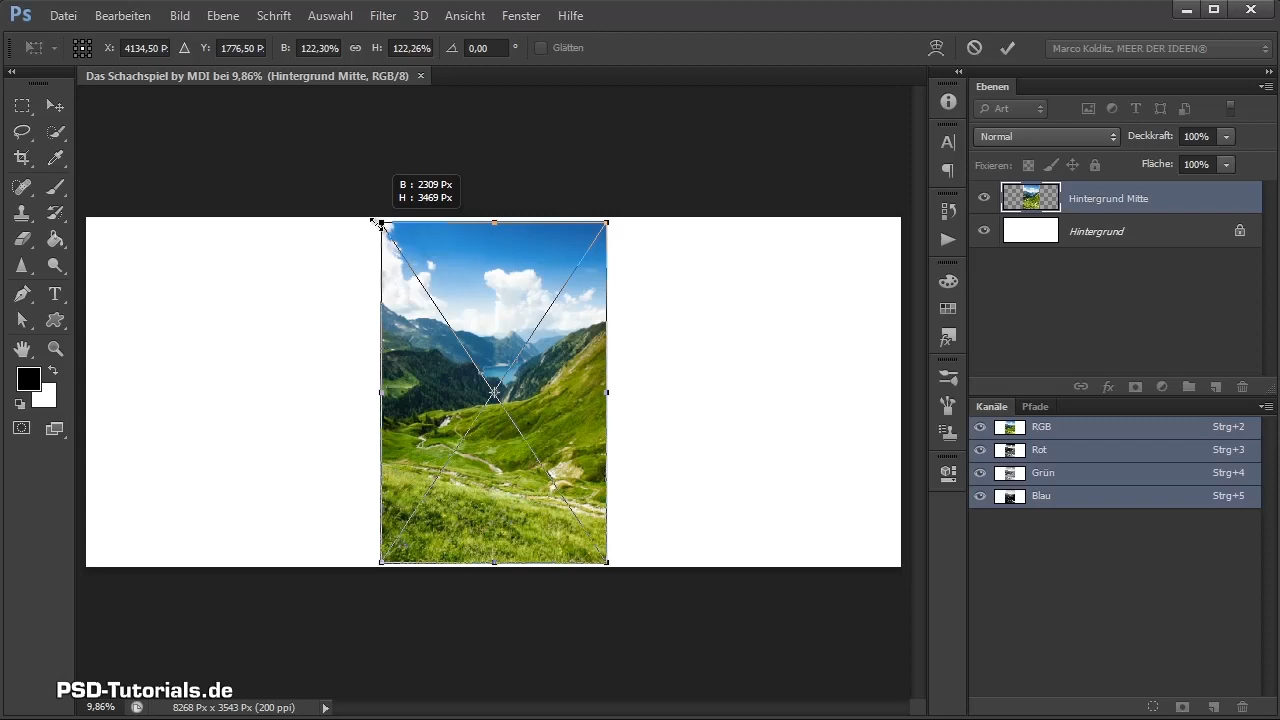 Ps Datei Bearbeiten Bild Ebene Schrift Auswahl Filter 3D Ansicht Fenster Hilfe
X: 4134,50 P Y: 1776,50 P B: 122,30% H: 122,26% 0,00 ° Glätten Marco Kolditz, MEER DER IDEEN®
Das Schachspiel by MDI bei 9,86% (Hintergrund Mitte, RGB/8) ×
Ebenen
Art
Normal Deckkraft: 100%
Fixieren: Fläche: 100%
B : 2309 Px
H : 3469 Px
Hintergrund Mitte
Hintergrund
Kanäle Pfade
RGB Strg+2
Rot Strg+3
Grün Strg+4
Blau Strg+5
PSD-Tutorials.de
9,86% 8268 Px x 3543 Px (200 ppi)